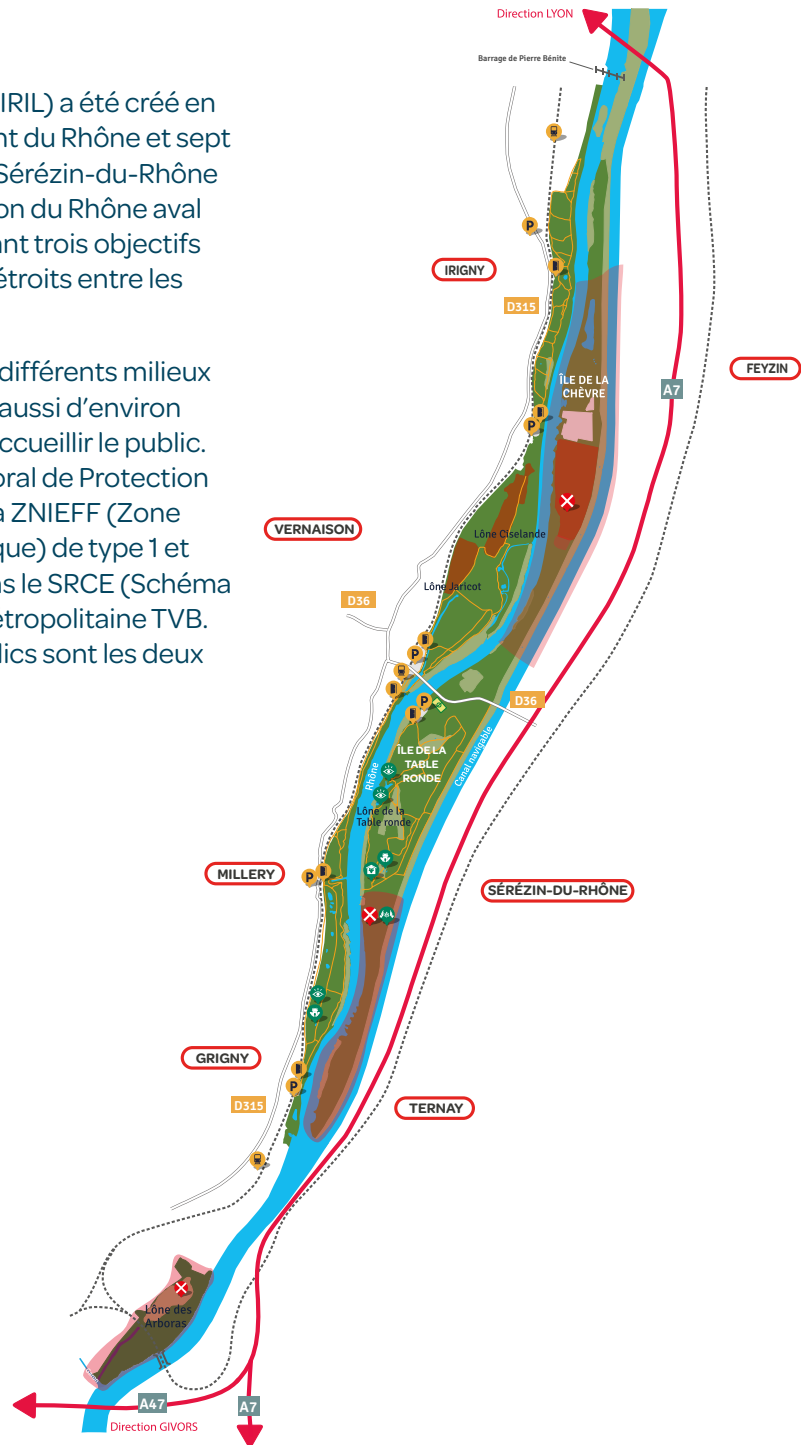 IRIL) a été créé en
nt du Rhône et sept
Sérézin-du-Rhône
on du Rhône aval
ant trois objectifs
étroits entre les
différents milieux
aussi d'environ
ccueillir le public.
oral de Protection
a ZNIEFF (Zone
que) de type 1 et
ns le SRCE (Schéma
étropolitaine TVB.
lics sont les deux
Direction LYON
Barrage de Pierre Bénite
P
IRIGNY
D315
FEYZIN
ÎLE DE LA
CHÈVRE
A7
P
VERNAISON
Lône Ciselande
Lône Jaricot
D36
P
P
D36
ÎLE DE LA
TABLE
RONDE
Rhône
Canal navigable
Lône de la
Table ronde
MILLERY
P
SÉRÉZIN-DU-RHÔNE
GRIGNY
P
D315
TERNAY
Lône des
Arboras
A47
A7
Direction GIVORS